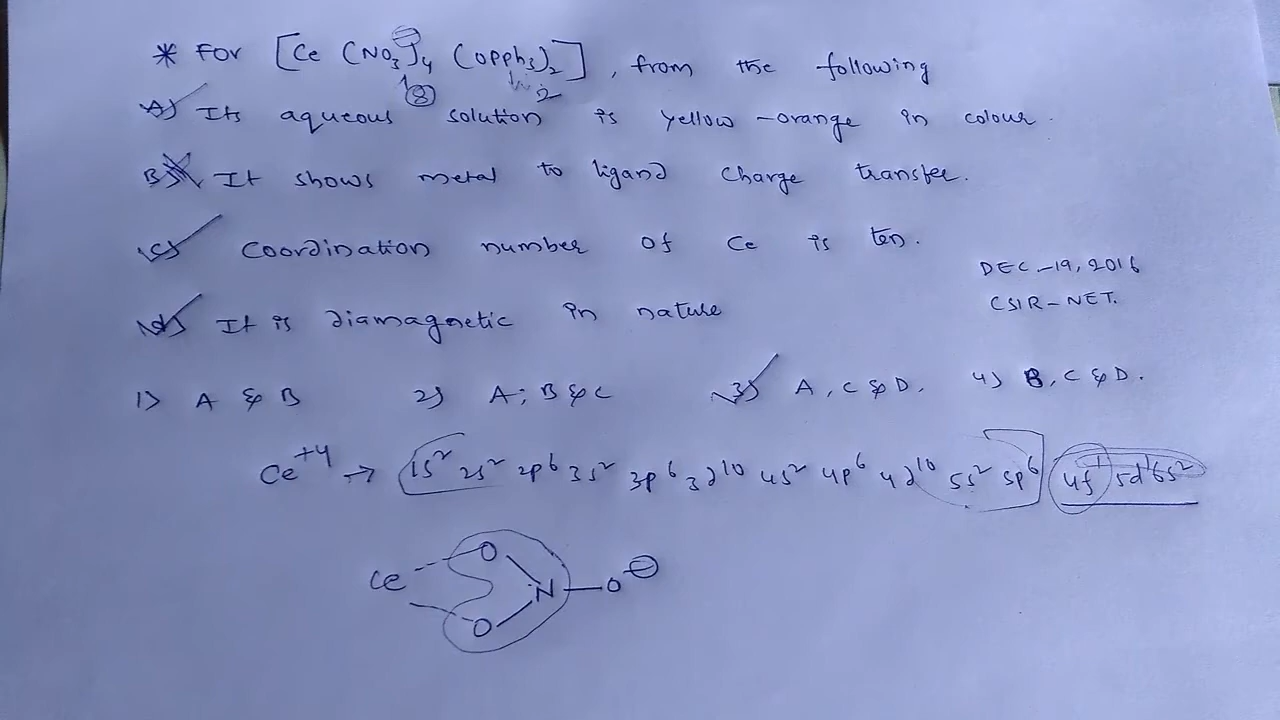 * For [Ce (NO₃⊖)₄ (OPPh₃)₂], from the following
8 2
A) Its aqueous solution is yellow-orange in colour.
B) It shows metal to ligand charge transfer.
C) Coordination number of Ce is ten.
D) It is diamagnetic in nature
DEC-19, 2016
CSIR-NET.
1) A & B 2) A, B & C 3) A, C & D. 4) B, C & D.
Ce⁺⁴ → 1s² 2s² 2p⁶ 3s² 3p⁶ 3d¹⁰ 4s² 4p⁶ 4d¹⁰ 5s² 5p⁶ 4f¹ 5d¹ 6s²
O
Ce N O ⊖
O